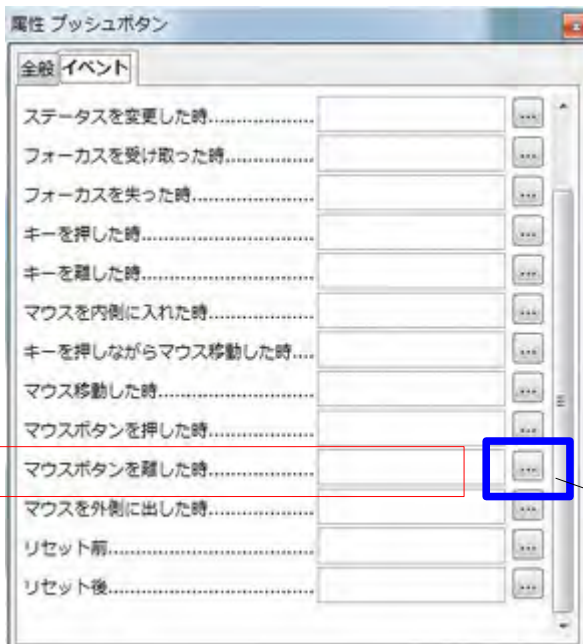 属性 プッシュボタン
全般 イベント
ステータスを変更した時.....................
フォーカスを受け取った時..................
フォーカスを失った時........................
キーを押した時.................................
キーを離した時.................................
マウスを内側に入れた時.....................
キーを押しながらマウス移動した時....
マウス移動した時..............................
マウスボタンを押した時.....................
マウスボタンを離した時.....................
マウスを外側に出した時.....................
リセット前.......................................
リセット後.......................................